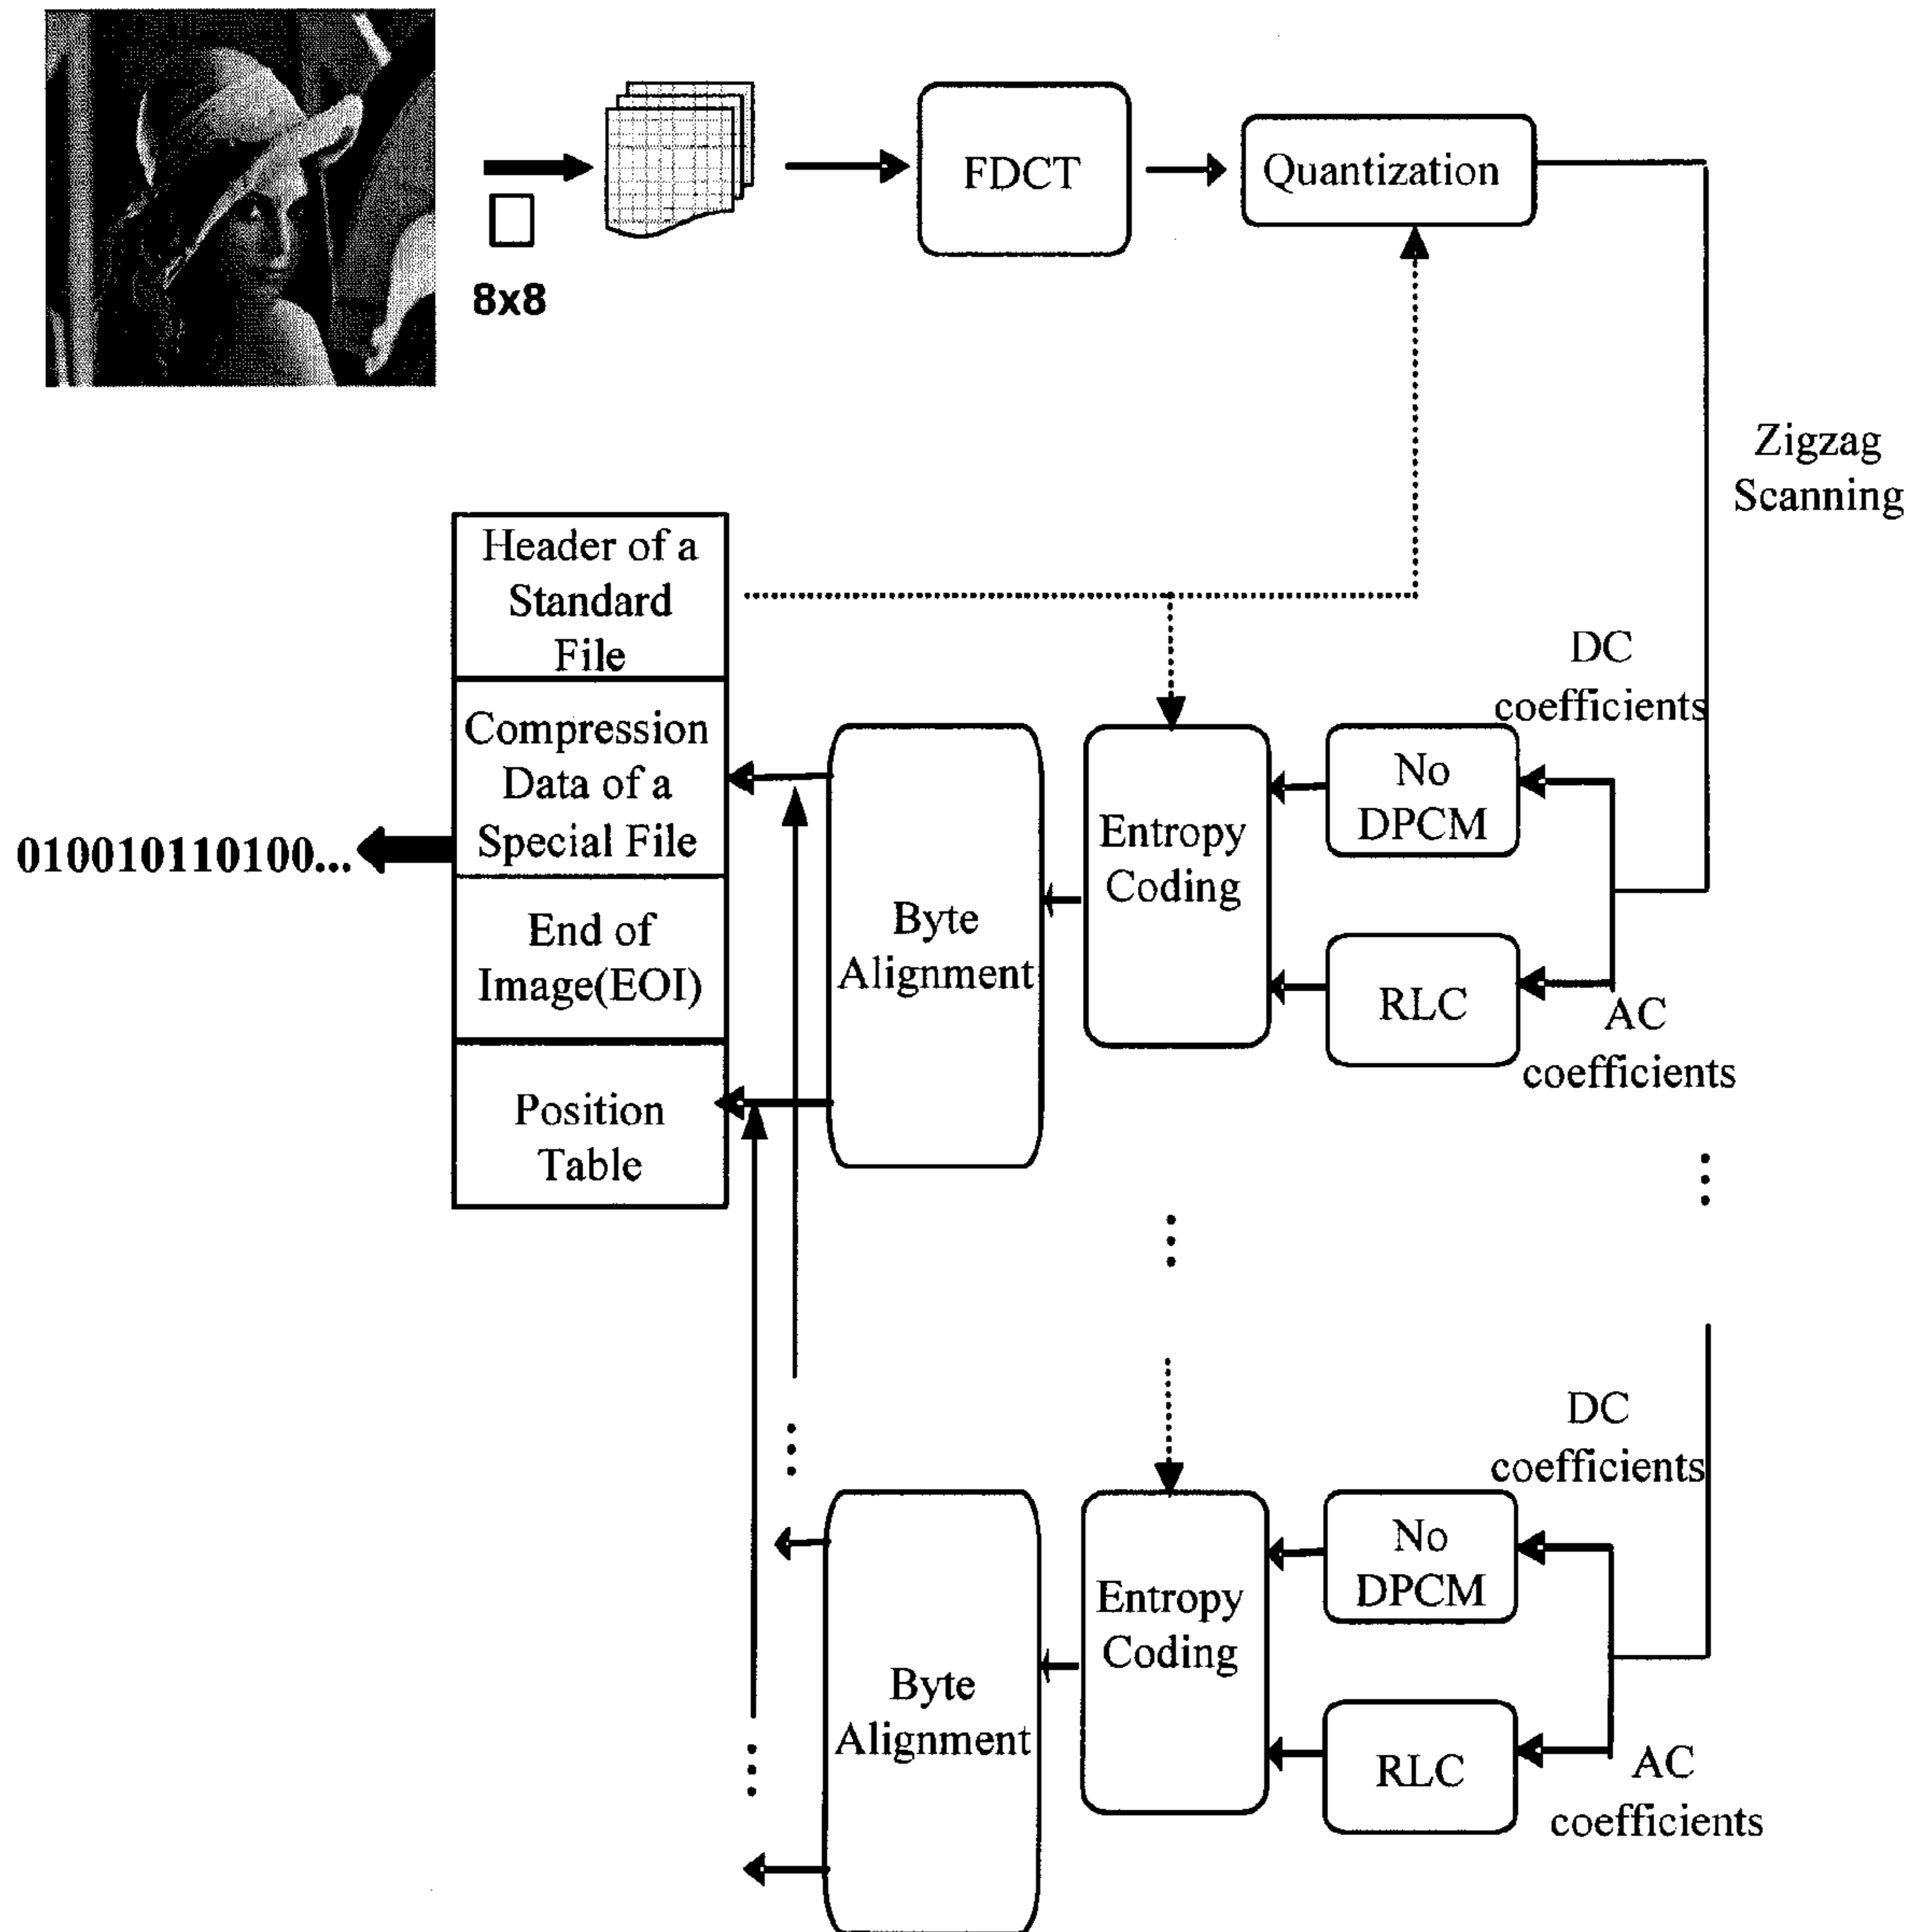 8x8
FDCT
Quantization
Zigzag
Scanning
Header of a
Standard
File
Compression
Data of a
Special File
End of
Image(EOI)
Position
Table
010010110100...
Byte
Alignment
Entropy
Coding
No
DPCM
RLC
DC
coefficients
AC
coefficients
Byte
Alignment
Entropy
Coding
No
DPCM
RLC
DC
coefficients
AC
coefficients